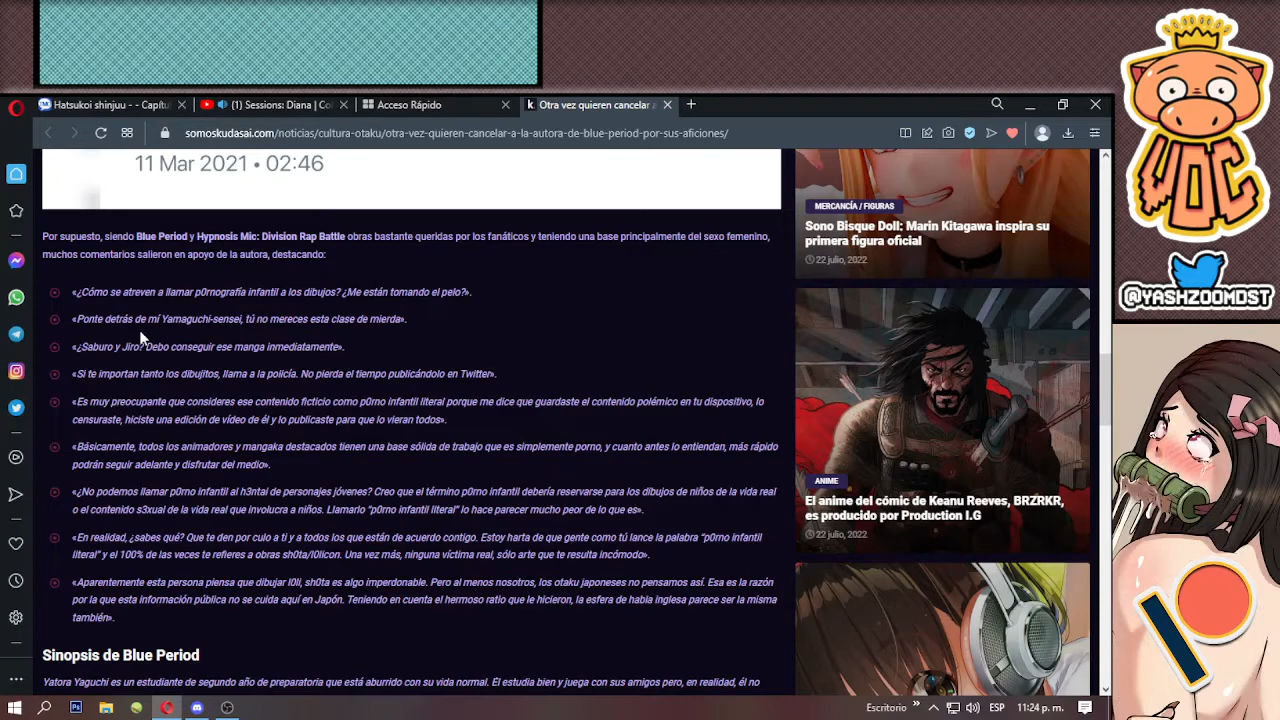 Hatsukoi shinjuu - - Capítu
(1) Sessions: Diana | Co
Acceso Rápido
Otra vez quieren cancelar a
somoskudasai.com/noticias/cultura-otaku/otra-vez-quieren-cancelar-a-la-autora-de-blue-period-por-sus-aficiones/
11 Mar 2021 • 02:46
Por supuesto, siendo Blue Period y Hypnosis Mic: Division Rap Battle obras bastante queridas por los fanáticos y teniendo una base principalmente del sexo femenino,
muchos comentarios salieron en apoyo de la autora, destacando:
«¿Cómo se atreven a llamar p0rnografía infantil a los dibujos? ¿Me están tomando el pelo?».
«Ponte detrás de mí Yamaguchi-sensei, tú no mereces esta clase de mierda».
«¿Saburo y Jiro? Debo conseguir ese manga inmediatamente».
«Si te importan tanto los dibujitos, llama a la policía. No pierda el tiempo publicándolo en Twitter».
«Es muy preocupante que consideres ese contenido ficticio como p0rno infantil literal porque me dice que guardaste el contenido polémico en tu dispositivo, lo
censuraste, hiciste una edición de vídeo de él y lo publicaste para que lo vieran todos».
«Básicamente, todos los animadores y mangaka destacados tienen una base sólida de trabajo que es simplemente porno, y cuanto antes lo entiendan, más rápido
podrán seguir adelante y disfrutar del medio».
«¿No podemos llamar p0rno infantil al h3ntai de personajes jóvenes? Creo que el término p0rno infantil debería reservarse para los dibujos de niños de la vida real
o el contenido sexual de la vida real que involucra a niños. Llamarlo "p0rno infantil literal" lo hace parecer mucho peor de lo que es».
«En realidad, ¿sabes qué? Que te den por culo a ti y a todos los que están de acuerdo contigo. Estoy harta de que gente como tú lance la palabra "p0rno infantil
literal" y el 100% de las veces te refieres a obras sh0ta/l0licon. Una vez más, ninguna víctima real, sólo arte que te resulta incómodo».
«Aparentemente esta persona piensa que dibujar l0li, sh0ta es algo imperdonable. Pero al menos nosotros, los otaku japoneses no pensamos así. Esa es la razón
por la que esta información pública no se cuida aquí en Japón. Teniendo en cuenta el hermoso ratio que le hicieron, la esfera de habla inglesa parece ser la misma
también».
Sinopsis de Blue Period
Yatora Yaguchi es un estudiante de segundo año de preparatoria que está aburrido con su vida normal. Él estudia bien y juega con sus amigos pero, en realidad, él no
MERCANCÍA / FIGURAS
Sono Bisque Doll: Marin Kitagawa inspira su
primera figura oficial
22 julio, 2022
ANIME
El anime del cómic de Keanu Reeves, BRZRKR,
es producido por Production I.G
22 julio, 2022
@YASHZOOMDST
Escritorio
ESP
11:24 p. m.